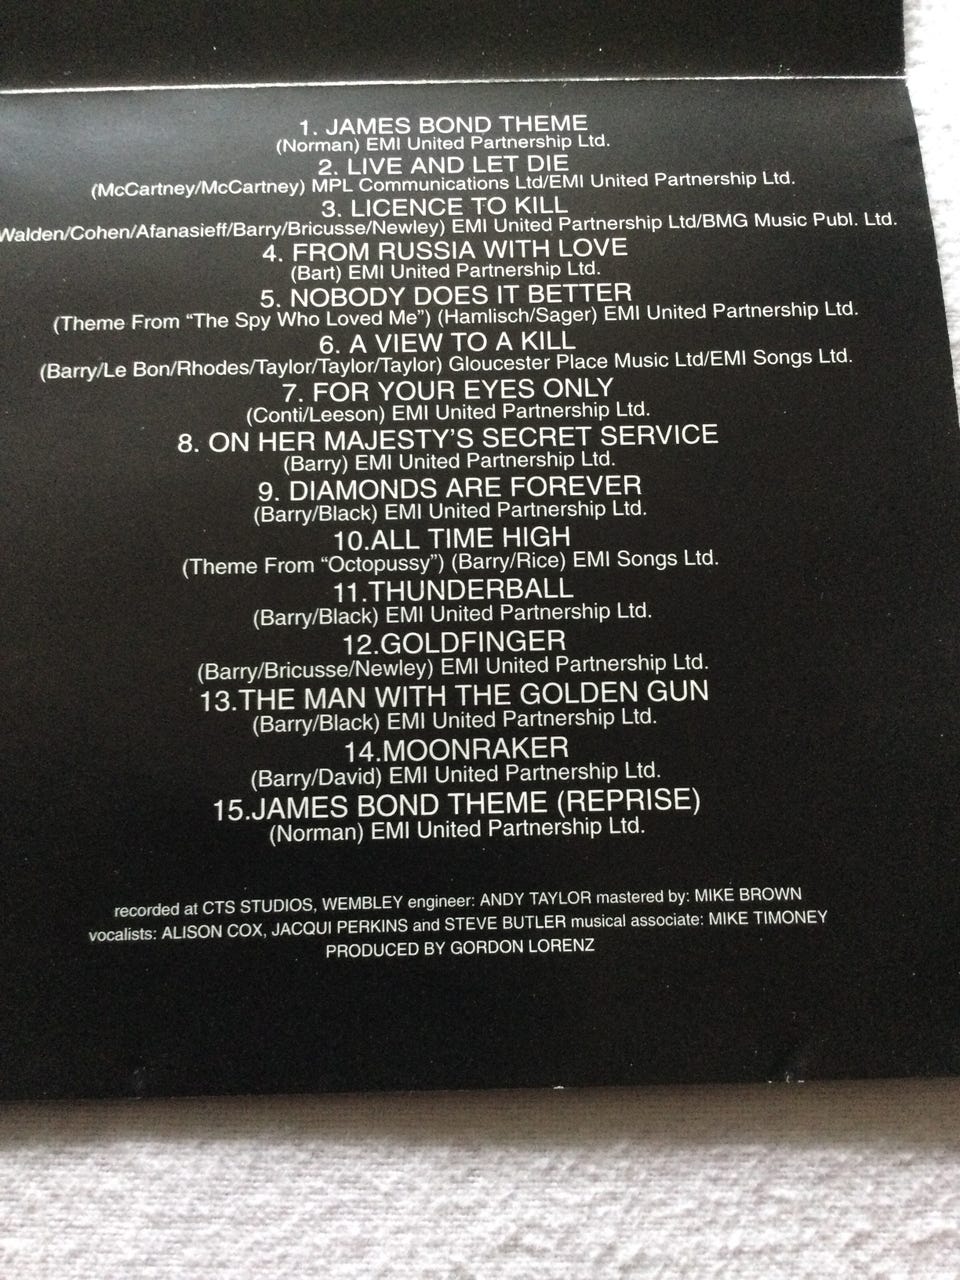 1. JAMES BOND THEME
(Norman) EMI United Partnership Ltd.
2. LIVE AND LET DIE
(McCartney/McCartney) MPL Communications Ltd/EMI United Partnership Ltd.
3. LICENCE TO KILL
Walden/Cohen/Afanasieff/Barry/Bricusse/Newley) EMI United Partnership Ltd/BMG Music Publ. Ltd.
4. FROM RUSSIA WITH LOVE
(Bart) EMI United Partnership Ltd.
5. NOBODY DOES IT BETTER
(Theme From “The Spy Who Loved Me”) (Hamlisch/Sager) EMI United Partnership Ltd.
6. A VIEW TO A KILL
(Barry/Le Bon/Rhodes/Taylor/Taylor/Taylor) Gloucester Place Music Ltd/EMI Songs Ltd.
7. FOR YOUR EYES ONLY
(Conti/Leeson) EMI United Partnership Ltd.
8. ON HER MAJESTY’S SECRET SERVICE
(Barry) EMI United Partnership Ltd.
9. DIAMONDS ARE FOREVER
(Barry/Black) EMI United Partnership Ltd.
10.ALL TIME HIGH
(Theme From “Octopussy”) (Barry/Rice) EMI Songs Ltd.
11.THUNDERBALL
(Barry/Black) EMI United Partnership Ltd.
12.GOLDFINGER
(Barry/Bricusse/Newley) EMI United Partnership Ltd.
13.THE MAN WITH THE GOLDEN GUN
(Barry/Black) EMI United Partnership Ltd.
14.MOONRAKER
(Barry/David) EMI United Partnership Ltd.
15.JAMES BOND THEME (REPRISE)
(Norman) EMI United Partnership Ltd.
recorded at CTS STUDIOS, WEMBLEY engineer: ANDY TAYLOR mastered by: MIKE BROWN
vocalists: ALISON COX, JACQUI PERKINS and STEVE BUTLER musical associate: MIKE TIMONEY
PRODUCED BY GORDON LORENZ